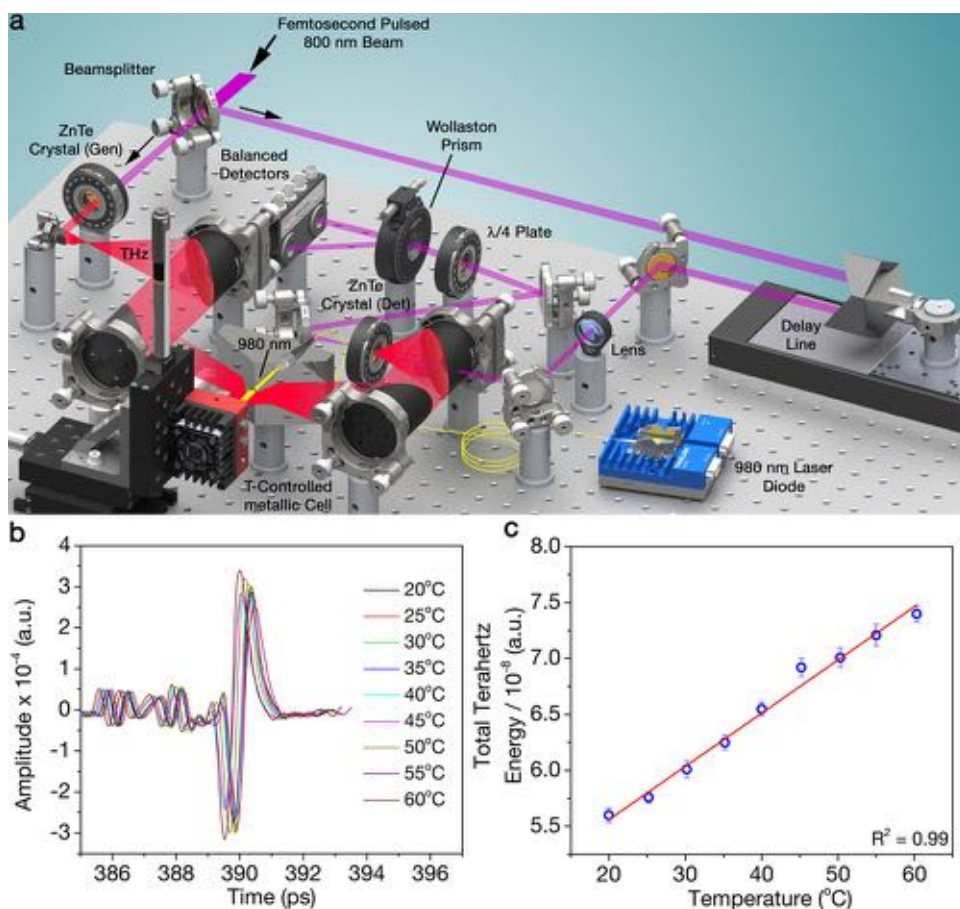 a
Femtosecond Pulsed
800 nm Beam
Beamsplitter
ZnTe
Crystal (Gen)
Balanced
Detectors
Wollaston
Prism
λ/4 Plate
THz
ZnTe
Crystal (Det)
980 nm
Lens
Delay
Line
T-Controlled
metallic Cell
980 nm Laser
Diode
b
Amplitude x 10⁻⁴ (a.u.)
4
3
2
1
0
-1
-2
-3
20°C
25°C
30°C
35°C
40°C
45°C
50°C
55°C
60°C
386 388 390 392 394 396
Time (ps)
c
Total Terahertz
Energy / 10⁻⁸ (a.u.)
8.0
7.5
7.0
6.5
6.0
5.5
R² = 0.99
20 30 40 50 60
Temperature (°C)